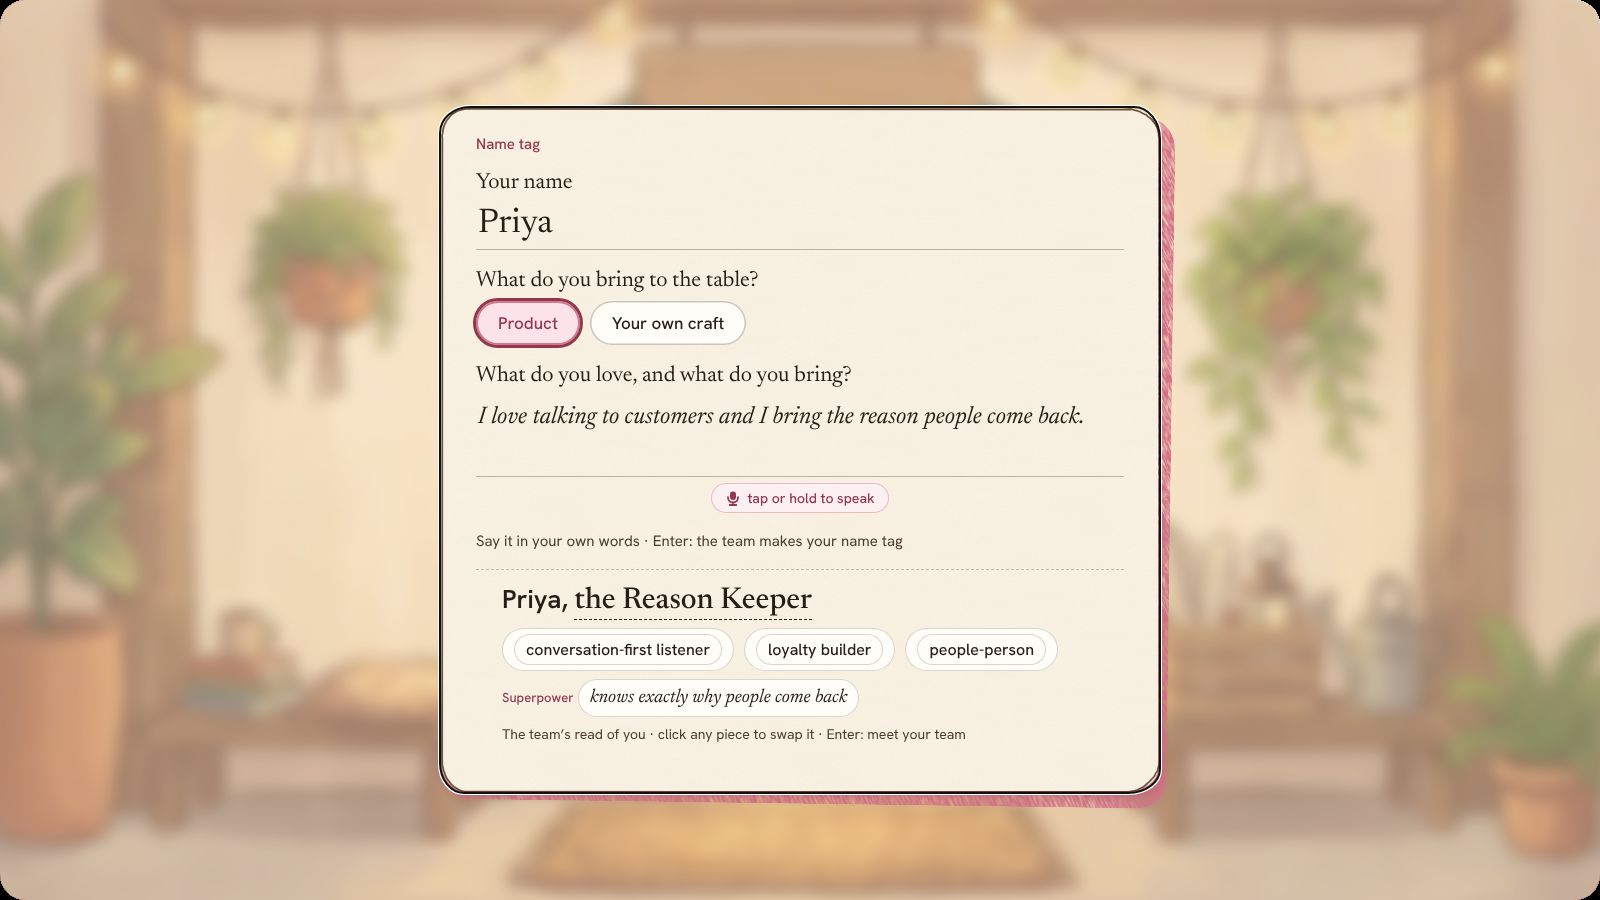 Name tag
Your name
Priya
What do you bring to the table?
Product
Your own craft
What do you love, and what do you bring?
I love talking to customers and I bring the reason people come back.
tap or hold to speak
Say it in your own words · Enter: the team makes your name tag
Priya, the Reason Keeper
conversation-first listener
loyalty builder
people-person
Superpower knows exactly why people come back
The team’s read of you · click any piece to swap it · Enter: meet your team